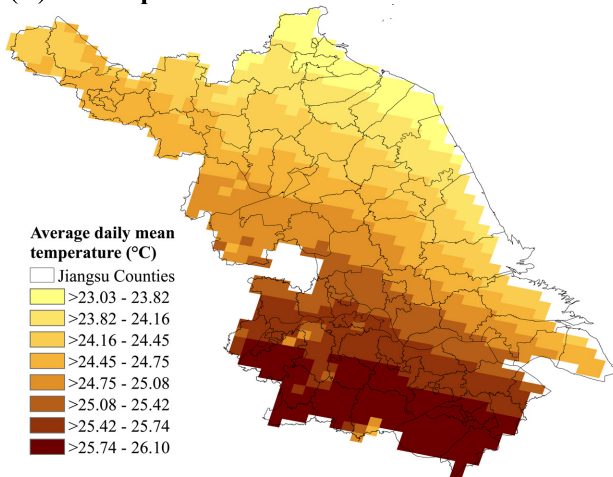 Average daily mean
temperature (°C)
Jiangsu Counties
>23.03 - 23.82
>23.82 - 24.16
>24.16 - 24.45
>24.45 - 24.75
>24.75 - 25.08
>25.08 - 25.42
>25.42 - 25.74
>25.74 - 26.10